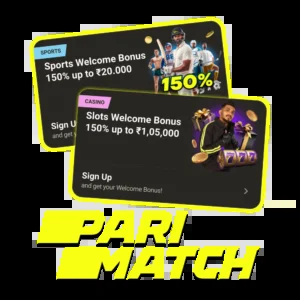 SPORTS
Sports Welcome Bonus
150% up to ₹20.000
150%
Sign Up
and get
CASINO
Slots Welcome Bonus
150% up to ₹1,05,000
777
Sign Up
and get your Welcome Bonus!
PARI
MATCH